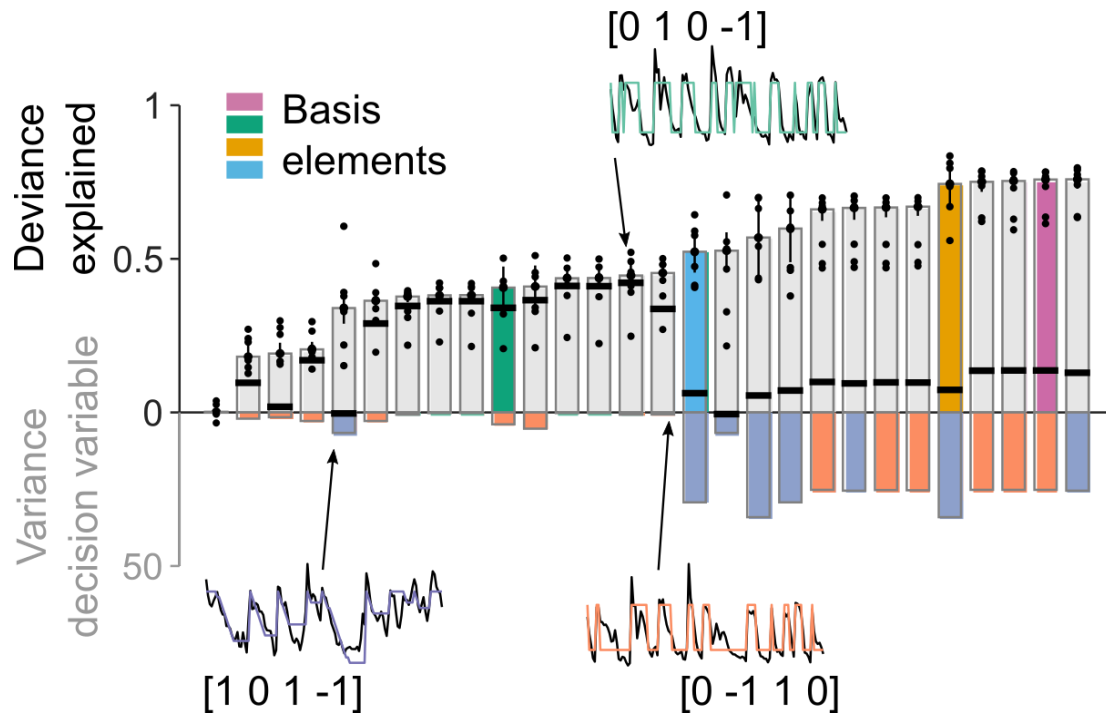 [0 1 0 -1]
Deviance
explained
1
0.5
0
50
Basis
elements
Variance
decision variable
[1 0 1 -1]
[0 -1 1 0]